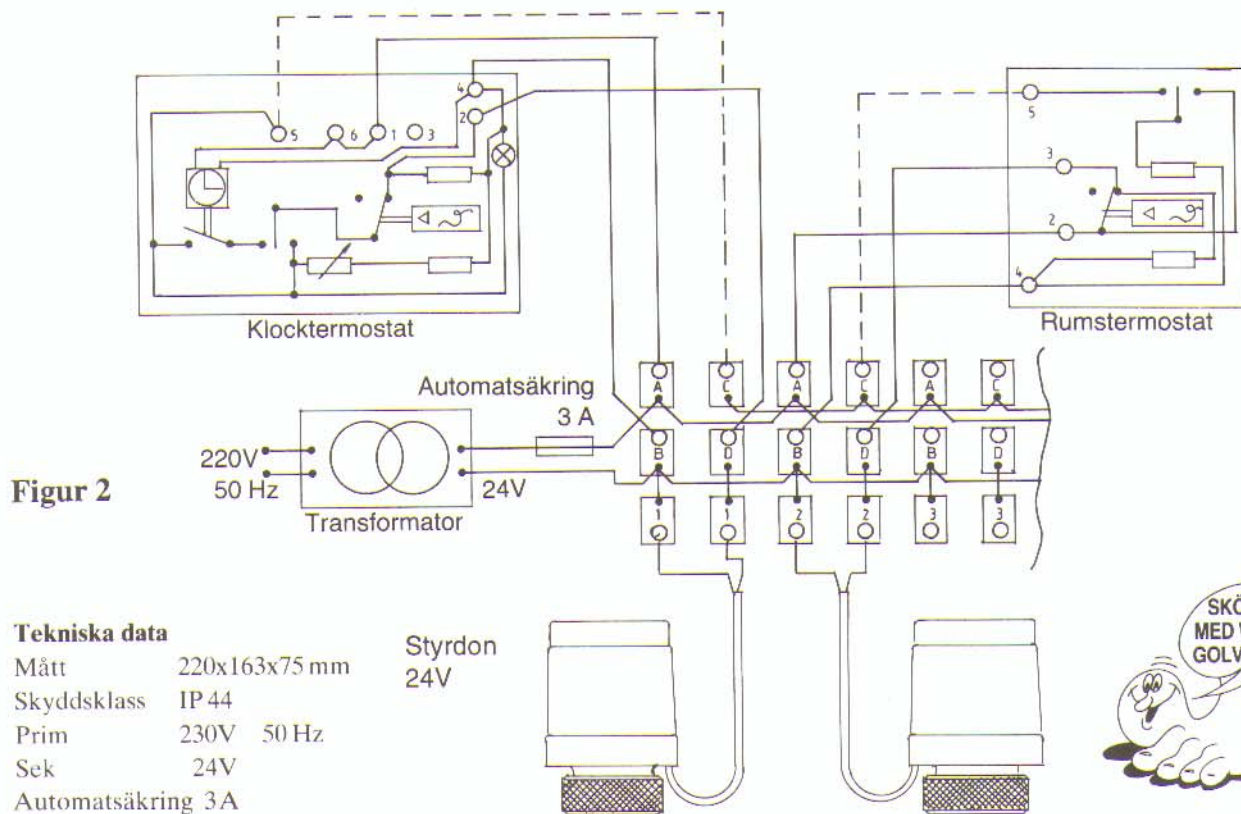 4
2
5
6
1
3
5
3
2
4
Klocktermostat
Rumstermostat
Automatsäkring
3 A
A
C
A
C
A
C
220V
50 Hz
24V
B
D
B
D
B
D
Figur 2
Transformator
1
1
2
2
3
3
Tekniska data
Mått 220x163x75 mm
Skyddsklass IP 44
Prim 230V 50 Hz
Sek 24V
Automatsäkring 3A
Styrdon
24V
MED